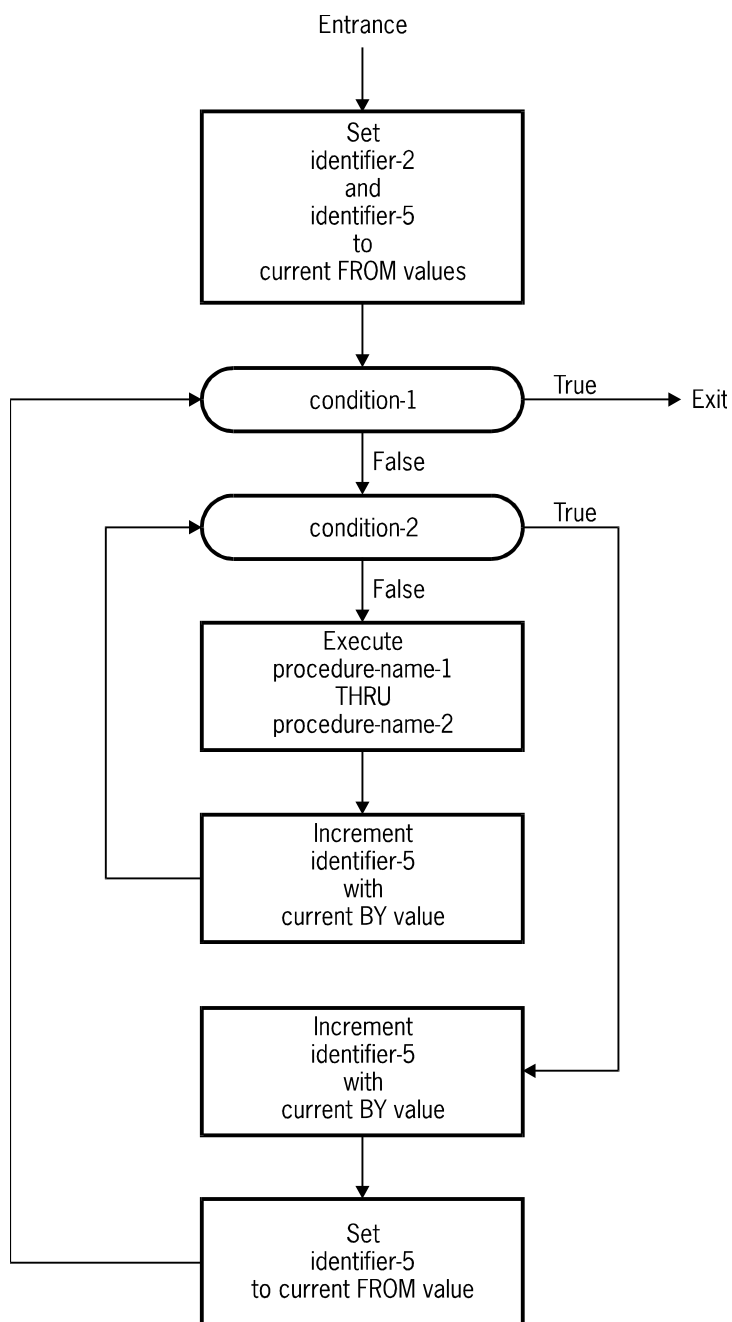 Entrance
Set
identifier-2
and
identifier-5
to
current FROM values
condition-1
True
Exit
False
condition-2
True
False
Execute
procedure-name-1
THRU
procedure-name-2
Increment
identifier-5
with
current BY value
Increment
identifier-5
with
current BY value
Set
identifier-5
to current FROM value